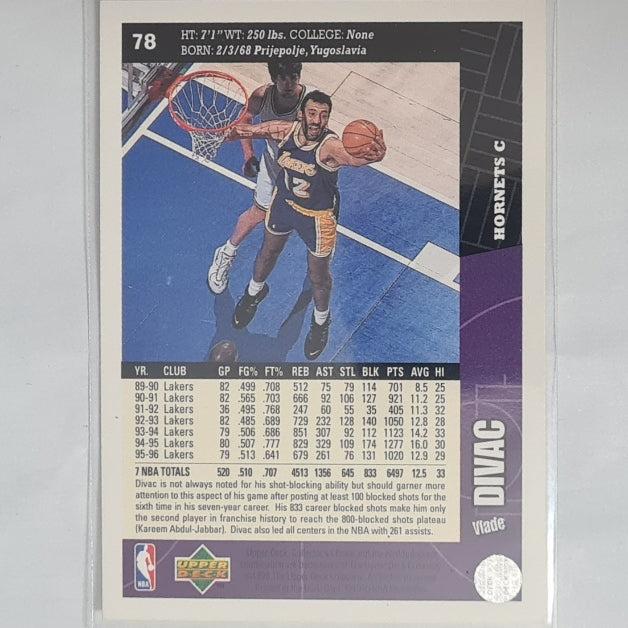 78
HT: 7'1" WT: 250 lbs. COLLEGE: None
BORN: 2/3/68 Prijepolje, Yugoslavia
HORNETS C
LAKERS
12
YR. CLUB GP FG% FT% REB AST STL BLK PTS AVG HI
89-90 Lakers 82 .499 .708 512 75 79 114 701 8.5 25
90-91 Lakers 82 .565 .703 666 92 106 127 921 11.2 25
91-92 Lakers 36 .495 .768 247 60 55 35 405 11.3 32
92-93 Lakers 82 .485 .689 729 232 128 140 1050 12.8 28
93-94 Lakers 79 .506 .686 851 307 92 112 1123 14.2 33
94-95 Lakers 80 .507 .777 829 329 109 174 1277 16.0 30
95-96 Lakers 79 .513 .641 679 261 76 131 1020 12.9 29
7 NBA TOTALS 520 .510 .707 4513 1356 645 833 6497 12.5 33
Divac is not always noted for his shot-blocking ability but should garner more
attention to this aspect of his game after posting at least 100 blocked shots for the
sixth time in his seven-year career. His 833 career blocked shots make him only
the second player in franchise history to reach the 800-blocked shots plateau
(Kareem Abdul-Jabbar). Divac also led all centers in the NBA with 261 assists.
Vlade DIVAC
NBA
UPPER
DECK